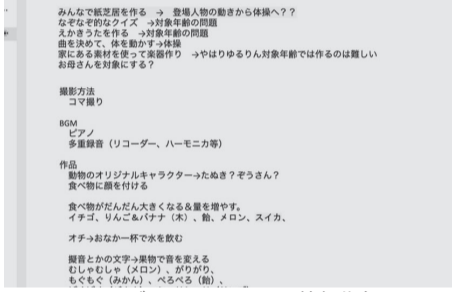 みんなで紙芝居を作る → 登場人物の動きから体操へ？？
なぞなぞ的なクイズ →対象年齢の問題
えかきうたを作る →対象年齢の問題
曲を決めて、体を動かす→体操
家にある素材を使って楽器作り →やはりゆるりん対象年齢では作るのは難しい
お母さんを対象にする？
撮影方法
コマ撮り
BGM
ピアノ
多重録音（リコーダー、ハーモニカ等）
作品
動物のオリジナルキャラクター→たぬき？ぞうさん？
食べ物に顔を付ける
食べ物がだんだん大きくなる＆量を増やす。
イチゴ、りんご&バナナ（木）、飴、メロン、スイカ、
オチ→おなか一杯で水を飲む
擬音とかの文字→果物で音を変える
むしゃむしゃ（メロン）、がりがり、
もぐもぐ（みかん）、ぺろぺろ（飴）